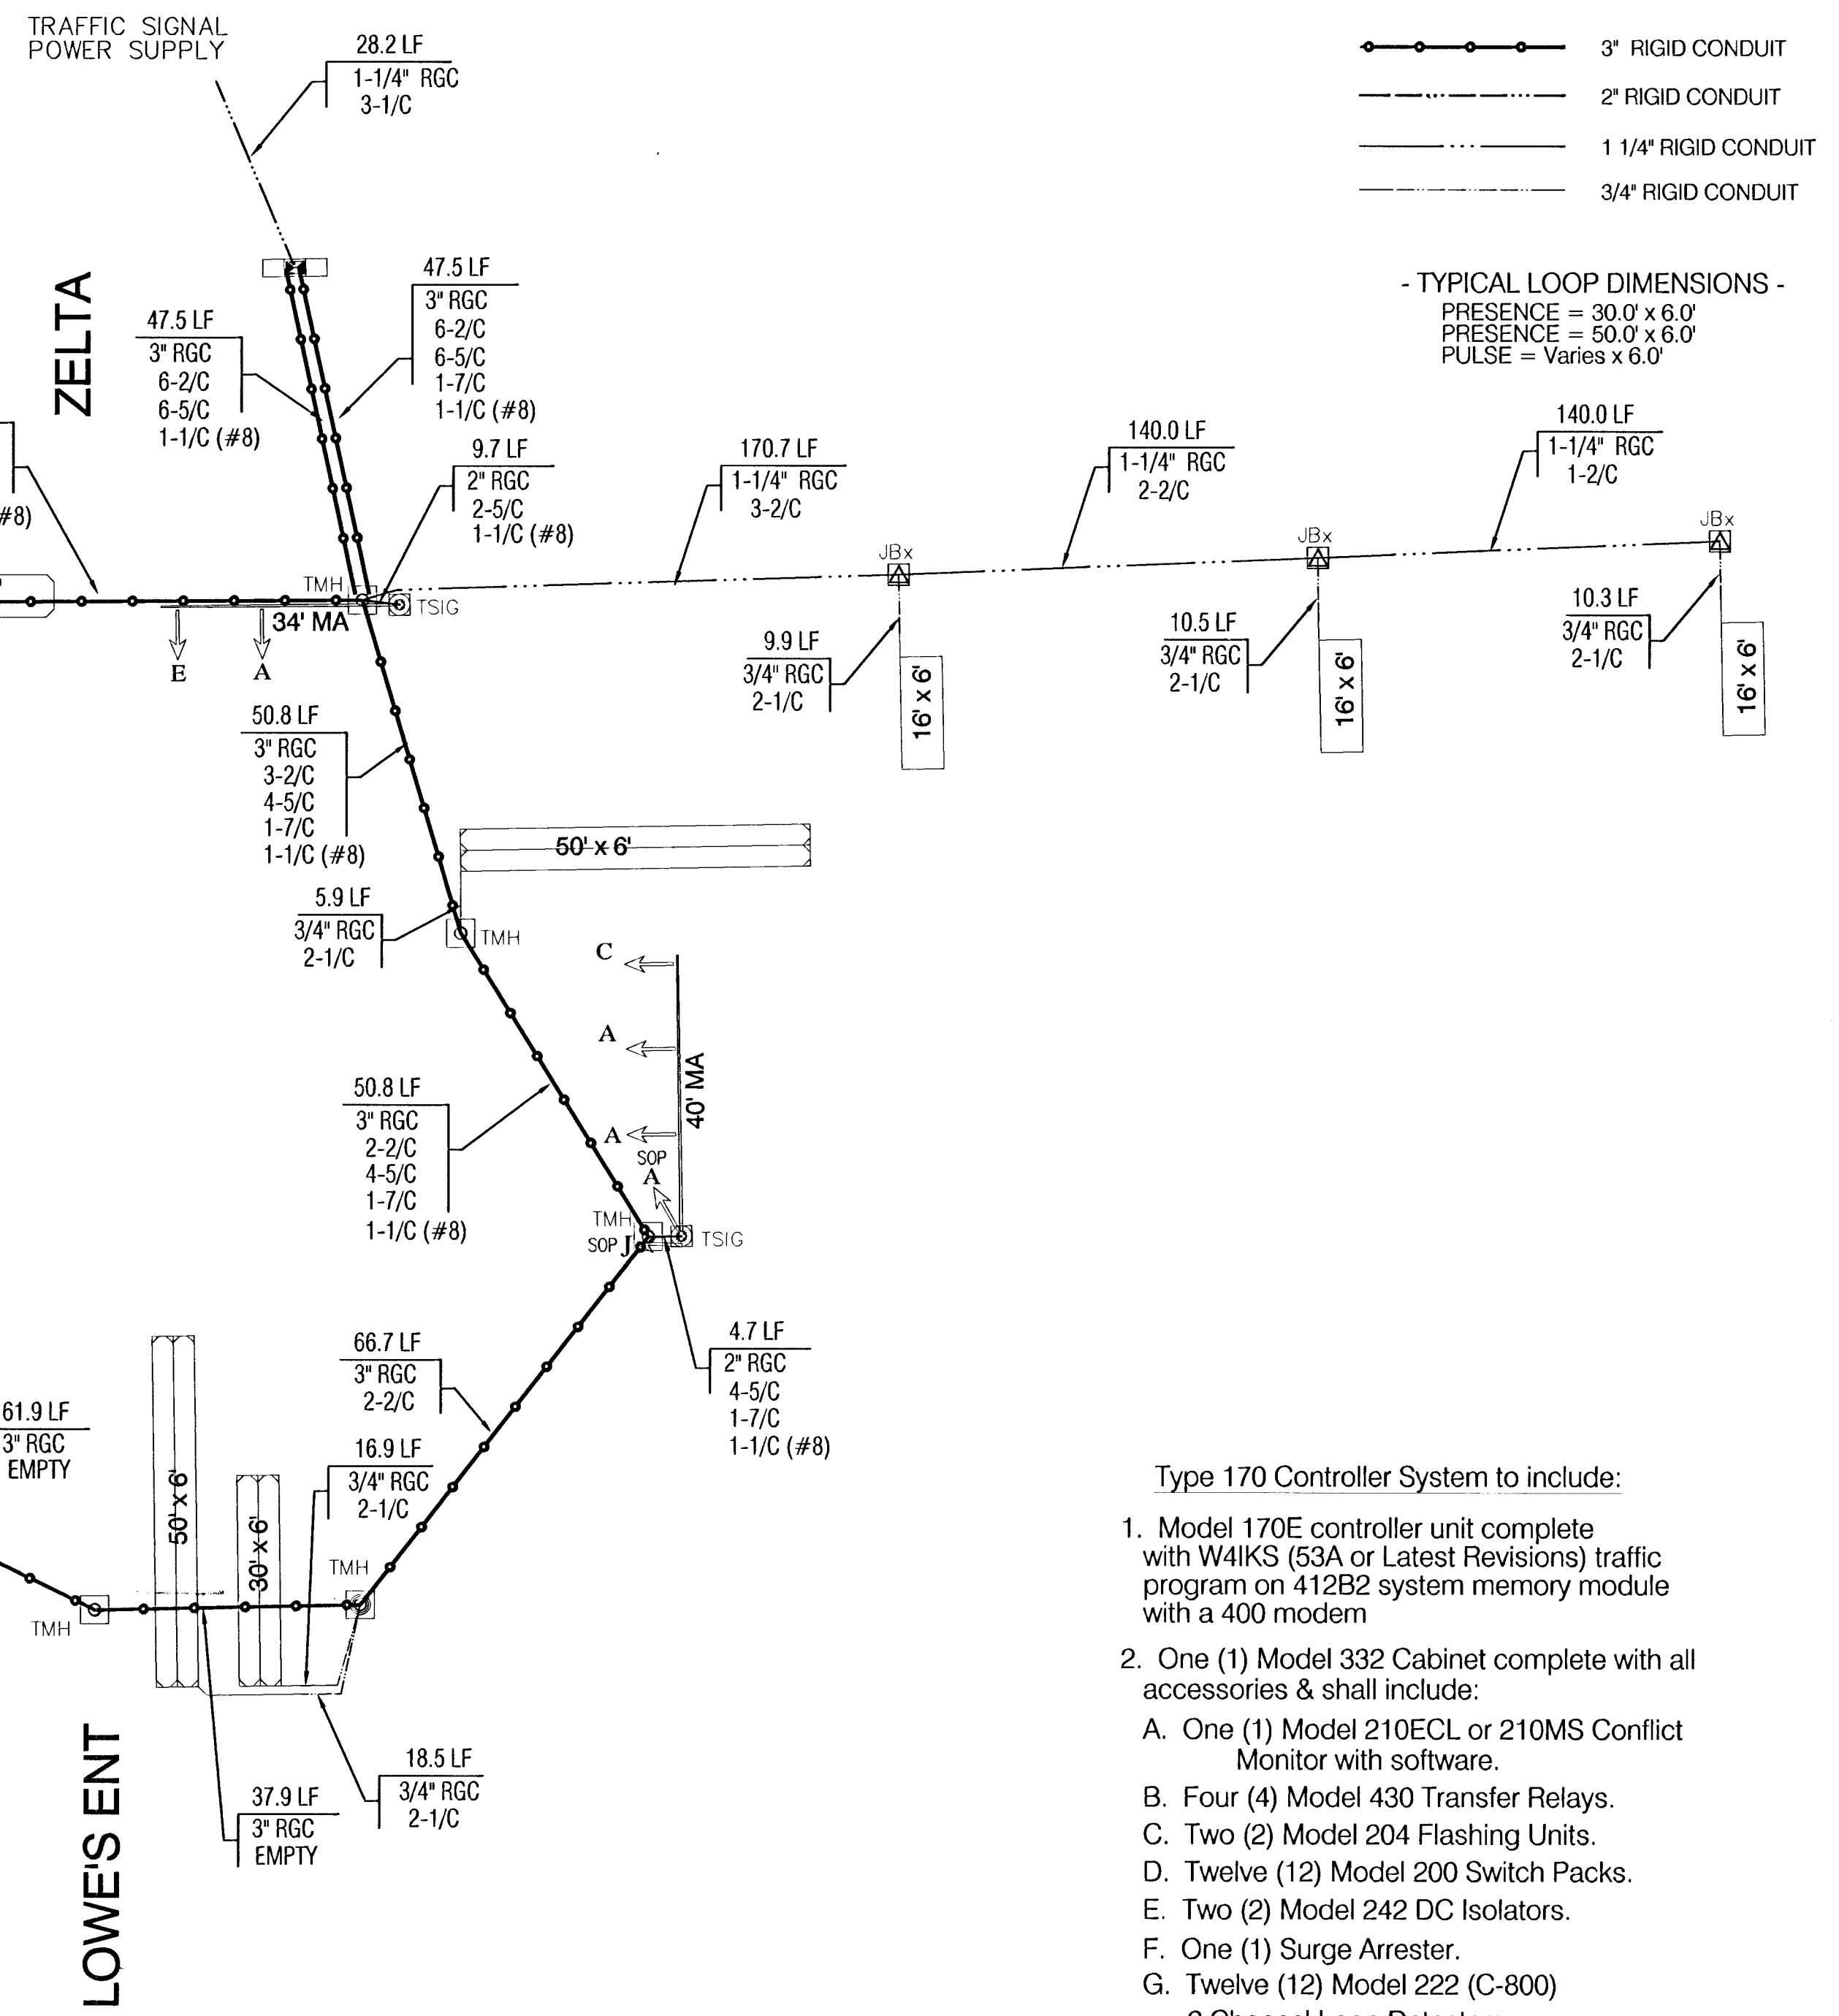 TRAFFIC SIGNAL
POWER SUPPLY
28.2 LF
1-1/4" RGC
3-1/C
3" RIGID CONDUIT
2" RIGID CONDUIT
1 1/4" RIGID CONDUIT
3/4" RIGID CONDUIT
- TYPICAL LOOP DIMENSIONS -
PRESENCE = 30.0' x 6.0'
PRESENCE = 50.0' x 6.0'
PULSE = Varies x 6.0'
ZELTA
47.5 LF
3" RGC
6-2/C
6-5/C
1-1/C (#8)
47.5 LF
3" RGC
6-2/C
6-5/C
1-7/C
1-1/C (#8)
9.7 LF
2" RGC
2-5/C
1-1/C (#8)
170.7 LF
1-1/4" RGC
3-2/C
140.0 LF
1-1/4" RGC
2-2/C
140.0 LF
1-1/4" RGC
1-2/C
#8)
JBx
JBx
JBx
TMH
TSIG
34' MA
E
A
9.9 LF
3/4" RGC
2-1/C
16' x 6'
10.5 LF
3/4" RGC
2-1/C
16' x 6'
10.3 LF
3/4" RGC
2-1/C
16' x 6'
50.8 LF
3" RGC
3-2/C
4-5/C
1-7/C
1-1/C (#8)
50' x 6'
5.9 LF
3/4" RGC
2-1/C
TMH
C
A
A
40' MA
SOP
A
50.8 LF
3" RGC
2-2/C
4-5/C
1-7/C
1-1/C (#8)
TMH
SOP J
TSIG
4.7 LF
2" RGC
4-5/C
1-7/C
1-1/C (#8)
66.7 LF
3" RGC
2-2/C
61.9 LF
3" RGC
EMPTY
16.9 LF
3/4" RGC
2-1/C
50' x 6'
30' x 6'
TMH
TMH
18.5 LF
3/4" RGC
2-1/C
37.9 LF
3" RGC
EMPTY
LOWE'S ENT
Type 170 Controller System to include:
1. Model 170E controller unit complete
with W4IKS (53A or Latest Revisions) traffic
program on 412B2 system memory module
with a 400 modem
2. One (1) Model 332 Cabinet complete with all
accessories & shall include:
A. One (1) Model 210ECL or 210MS Conflict
Monitor with software.
B. Four (4) Model 430 Transfer Relays.
C. Two (2) Model 204 Flashing Units.
D. Twelve (12) Model 200 Switch Packs.
E. Two (2) Model 242 DC Isolators.
F. One (1) Surge Arrester.
G. Twelve (12) Model 222 (C-800)